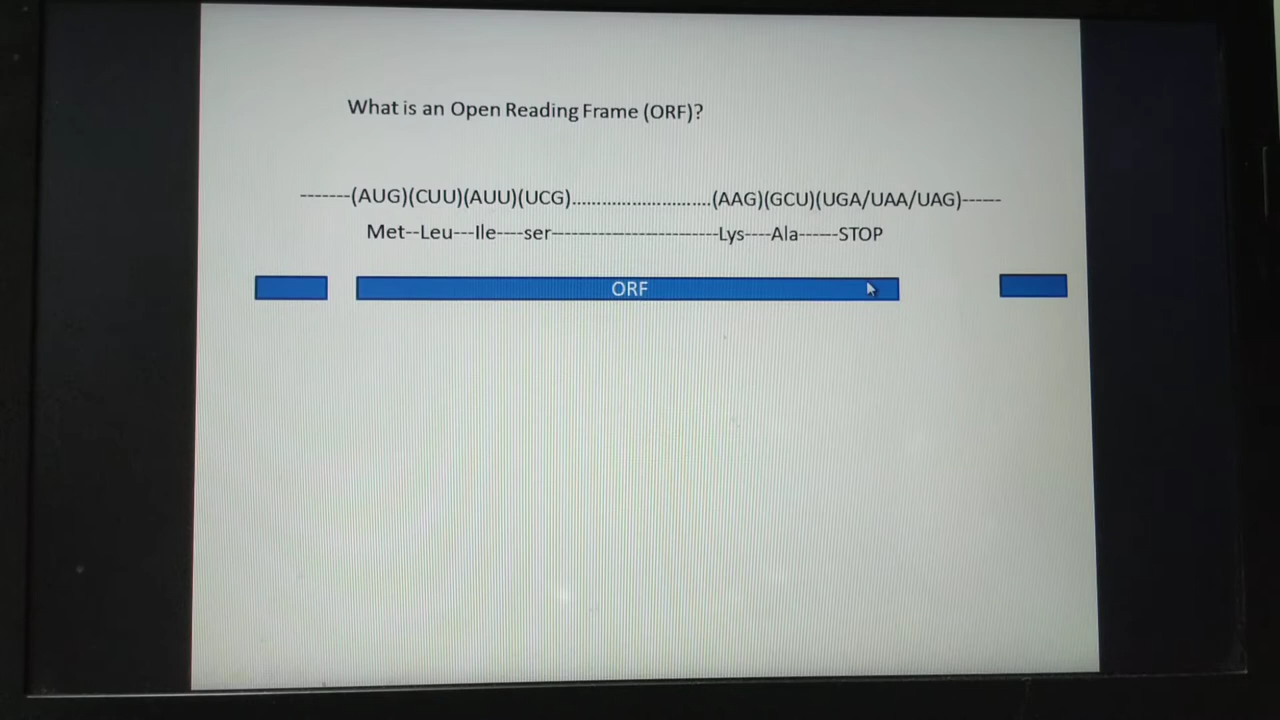 What is an Open Reading Frame (ORF)?
-------(AUG)(CUU)(AUU)(UCG)............................(AAG)(GCU)(UGA/UAA/UAG)------
Met--Leu---Ile----ser-------------------------Lys----Ala------STOP
ORF